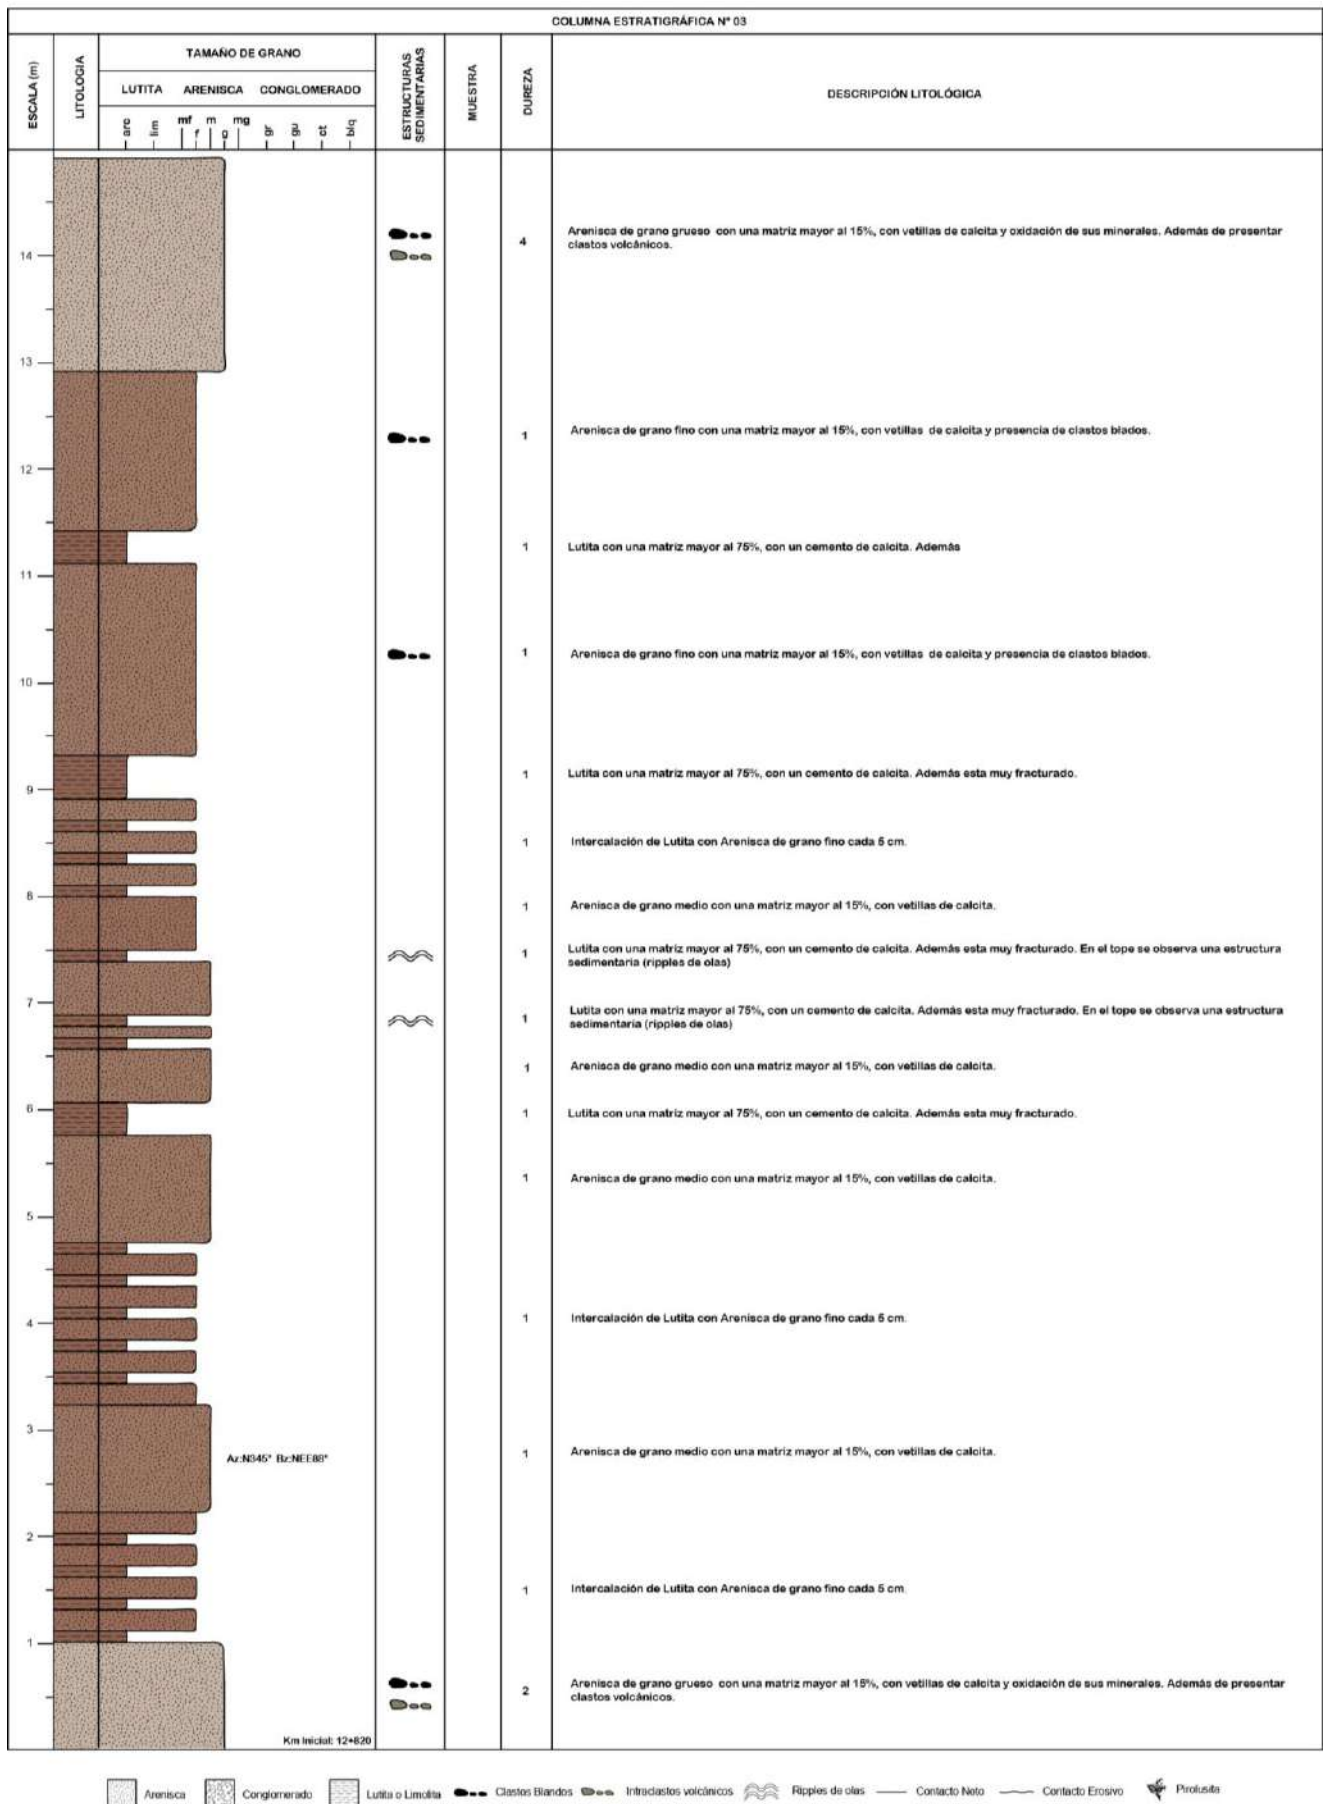 COLUMNA ESTRATIGRÁFICA N° 03
ESCALA (m)
LITOLOGIA
TAMAÑO DE GRANO
LUTITA ARENISCA CONGLOMERADO
arc lim mf f m g mg gr gu ct blq
ESTRUCTURAS
SEDIMENTARIAS
MUESTRA
DUREZA
DESCRIPCIÓN LITOLÓGICA
4 Arenisca de grano grueso con una matriz mayor al 15%, con vetillas de calcita y oxidación de sus minerales. Además de presentar
clastos volcánicos.
14
13
1 Arenisca de grano fino con una matriz mayor al 15%, con vetillas de calcita y presencia de clastos blados.
12
1 Lutita con una matriz mayor al 75%, con un cemento de calcita. Además
11
1 Arenisca de grano fino con una matriz mayor al 15%, con vetillas de calcita y presencia de clastos blados.
10
1 Lutita con una matriz mayor al 75%, con un cemento de calcita. Además esta muy fracturado.
9
1 Intercalación de Lutita con Arenisca de grano fino cada 5 cm.
8
1 Arenisca de grano medio con una matriz mayor al 15%, con vetillas de calcita.
1 Lutita con una matriz mayor al 75%, con un cemento de calcita. Además esta muy fracturado. En el tope se observa una estructura
sedimentaria (ripples de olas)
7
1 Lutita con una matriz mayor al 75%, con un cemento de calcita. Además esta muy fracturado. En el tope se observa una estructura
sedimentaria (ripples de olas)
1 Arenisca de grano medio con una matriz mayor al 15%, con vetillas de calcita.
6
1 Lutita con una matriz mayor al 75%, con un cemento de calcita. Además esta muy fracturado.
1 Arenisca de grano medio con una matriz mayor al 15%, con vetillas de calcita.
5
4
1 Intercalación de Lutita con Arenisca de grano fino cada 5 cm.
3
Az:N345° Bz:NEE88°
1 Arenisca de grano medio con una matriz mayor al 15%, con vetillas de calcita.
2
1 Intercalación de Lutita con Arenisca de grano fino cada 5 cm.
1
2 Arenisca de grano grueso con una matriz mayor al 15%, con vetillas de calcita y oxidación de sus minerales. Además de presentar
clastos volcánicos.
Km Inicial: 12+820
Arenisca Conglomerado Lutita o Limolita Clastos Blandos Intraclastos volcánicos Ripples de olas Contacto Neto Contacto Erosivo Pirolusita